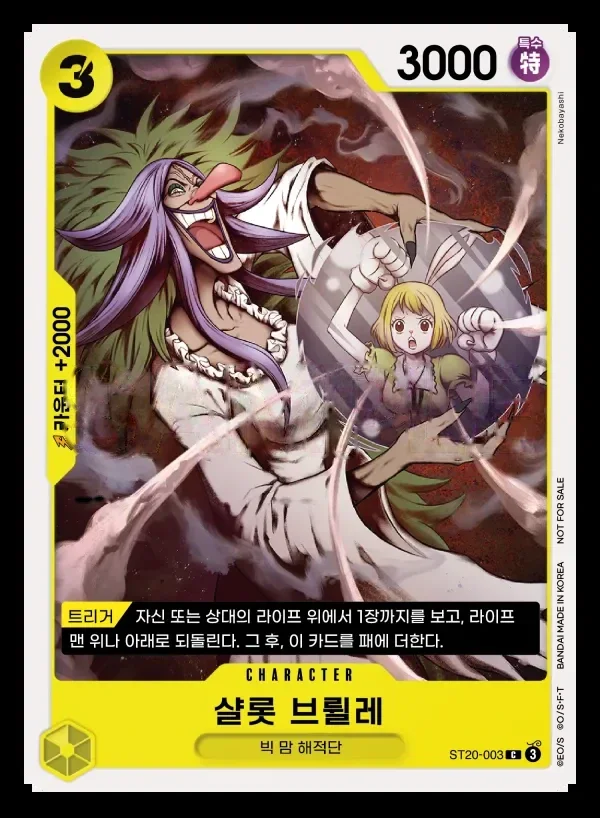 3
3000
특수
特
Nekobayashi
카운터 +2000
트리거 자신 또는 상대의 라이프 위에서 1장까지를 보고, 라이프
맨 위나 아래로 되돌린다. 그 후, 이 카드를 패에 더한다.
CHARACTER
샬롯 브륄레
빅 맘 해적단
ST20-003 C 3
©EO/S ©O/S·F·T BANDAI MADE IN KOREA NOT FOR SALE